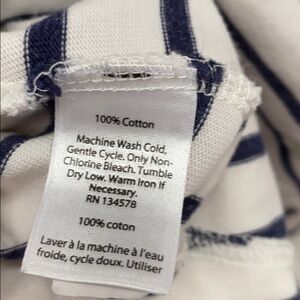 100% Cotton
Machine Wash Cold,
Gentle Cycle. Only Non-
Chlorine Bleach. Tumble
Dry Low. Warm Iron If
Necessary.
RN 134578
100% coton
Laver à la machine à l'eau
froide, cycle doux. Utiliser